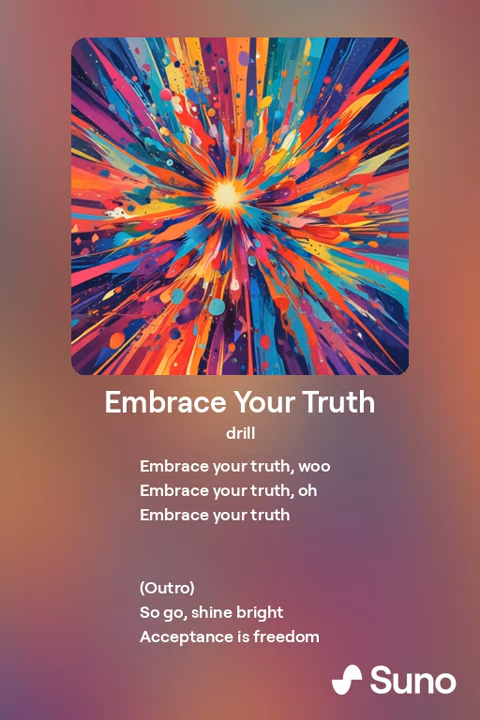 Embrace Your Truth
drill
Embrace your truth, woo
Embrace your truth, oh
Embrace your truth
(Outro)
So go, shine bright
Acceptance is freedom
Suno